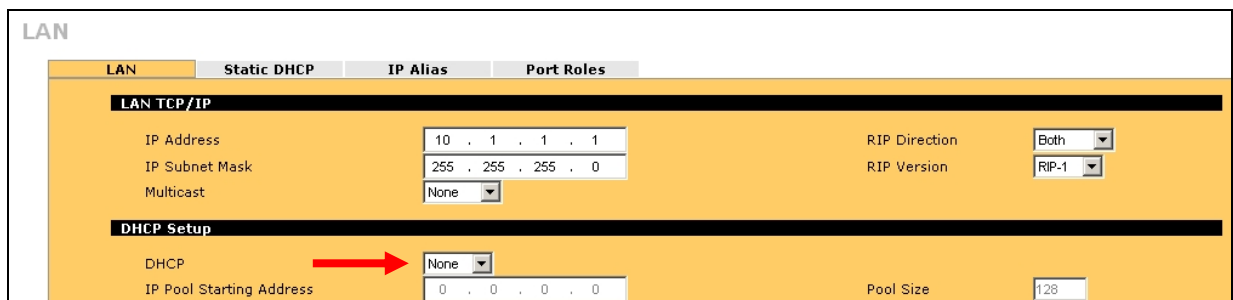 LAN
LAN Static DHCP IP Alias Port Roles
LAN TCP/IP
IP Address 10 . 1 . 1 . 1 RIP Direction Both
IP Subnet Mask 255 . 255 . 255 . 0 RIP Version RIP-1
Multicast None
DHCP Setup
DHCP None
IP Pool Starting Address 0 . 0 . 0 . 0 Pool Size 128